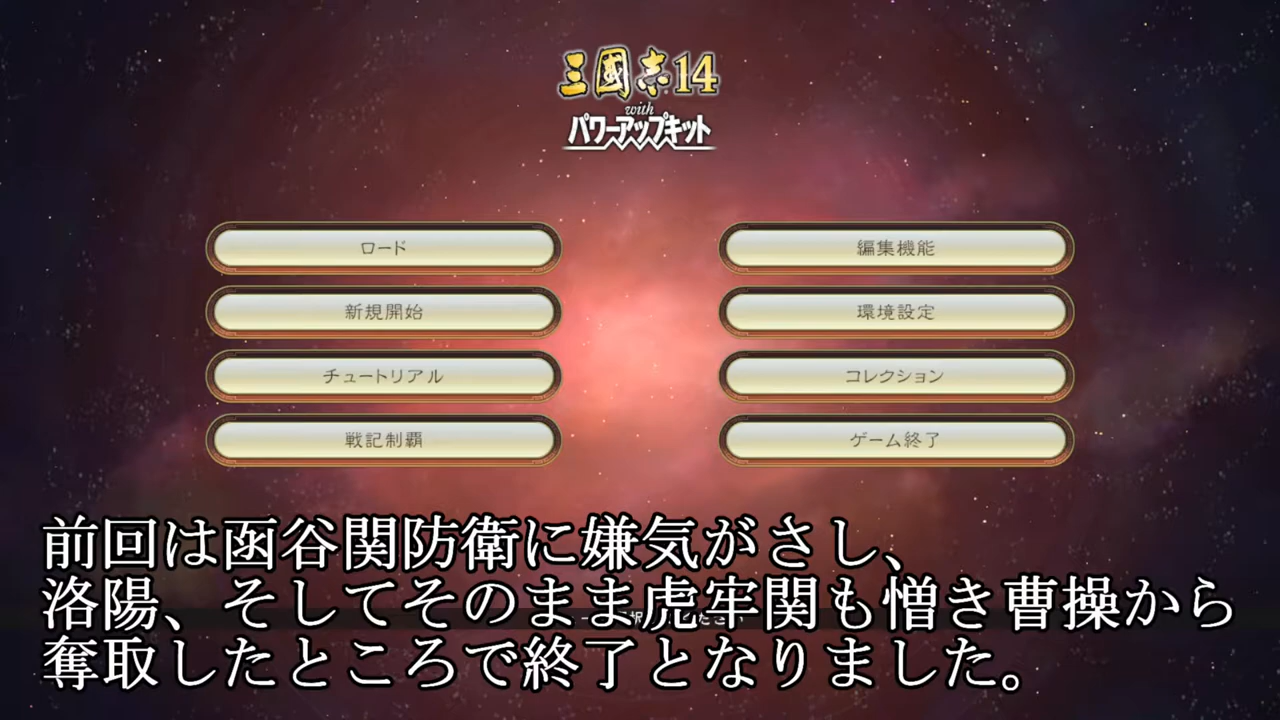 三國志14
with
パワーアップキット
ロード
編集機能
新規開始
環境設定
チュートリアル
コレクション
戦記制覇
ゲーム終了
前回は函谷関防衛に嫌気がさし、
洛陽、そしてそのまま虎牢関も憎き曹操から
奪取したところで終了となりました。